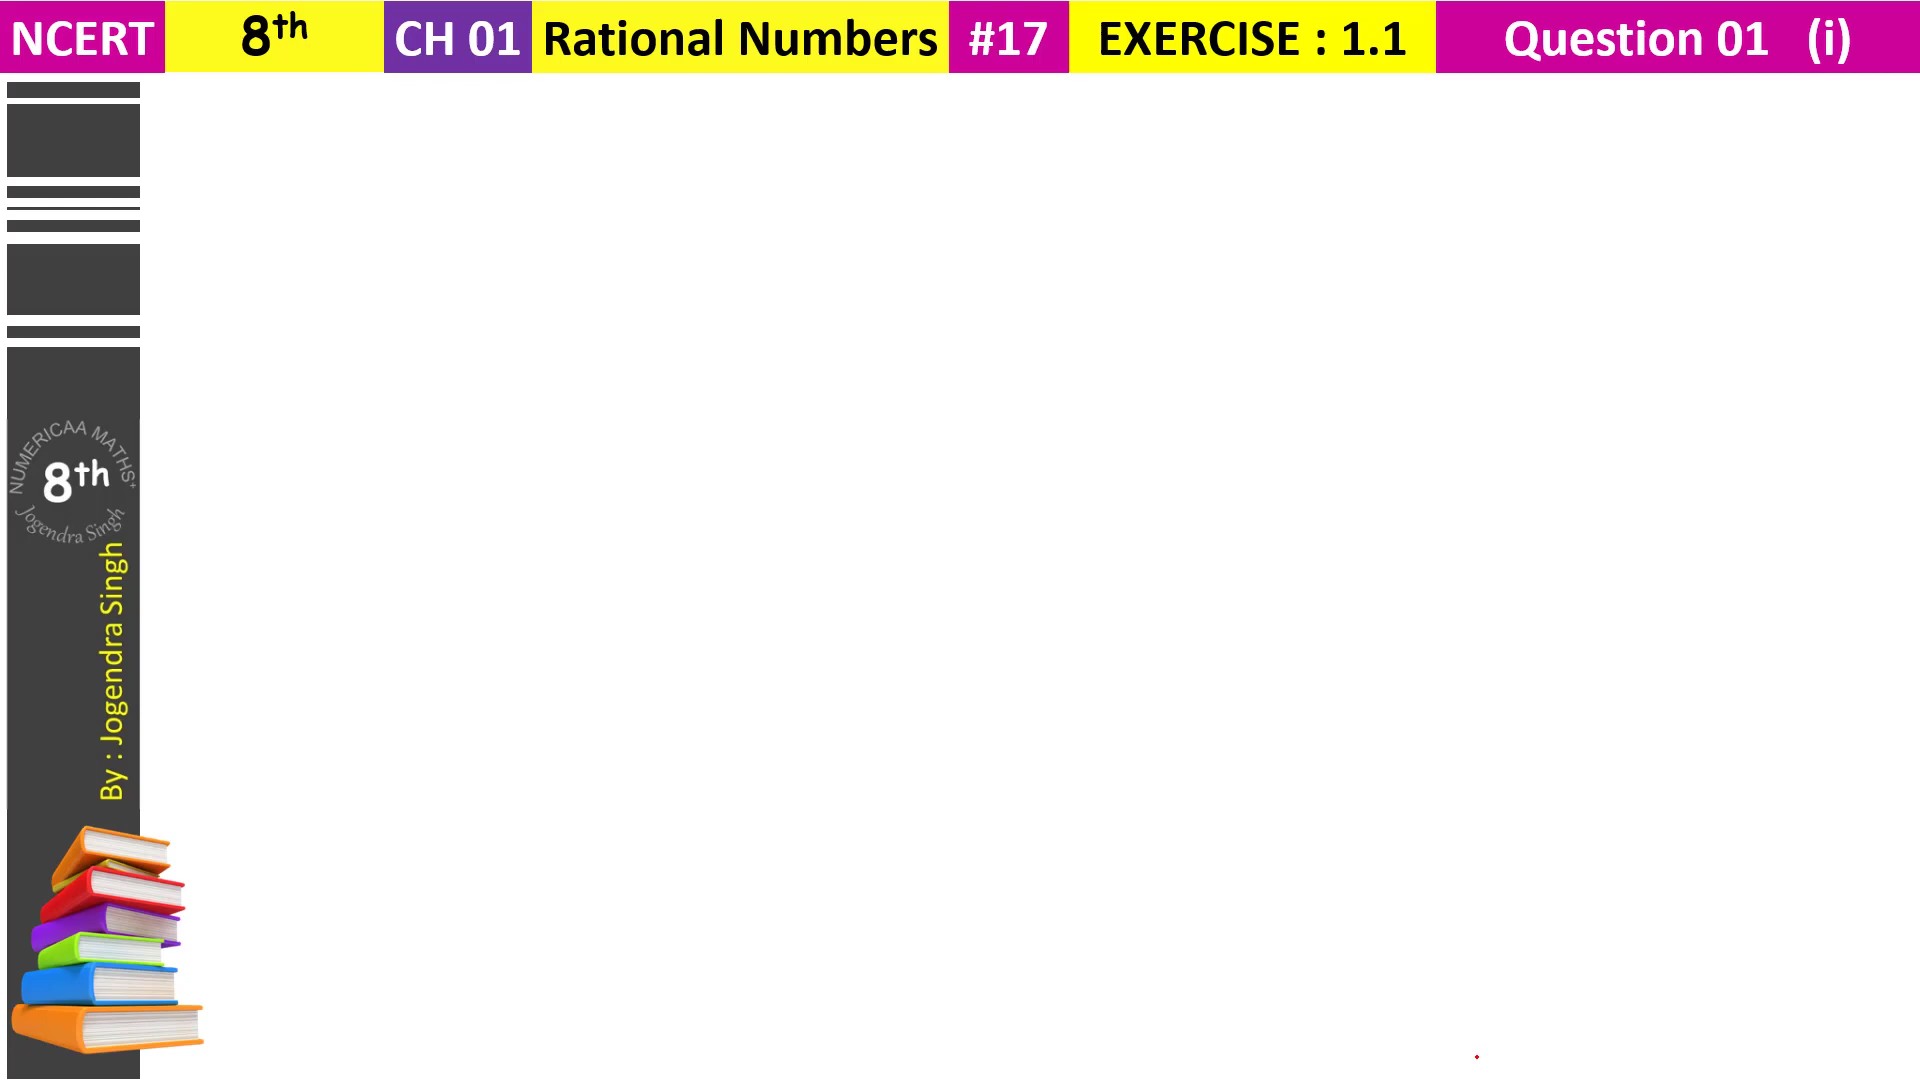 NCERT 8th CH 01 Rational Numbers #17 EXERCISE : 1.1 Question 01 (i)
NUMERICAA MATHS+
8th
Jogendra Singh
By : Jogendra Singh